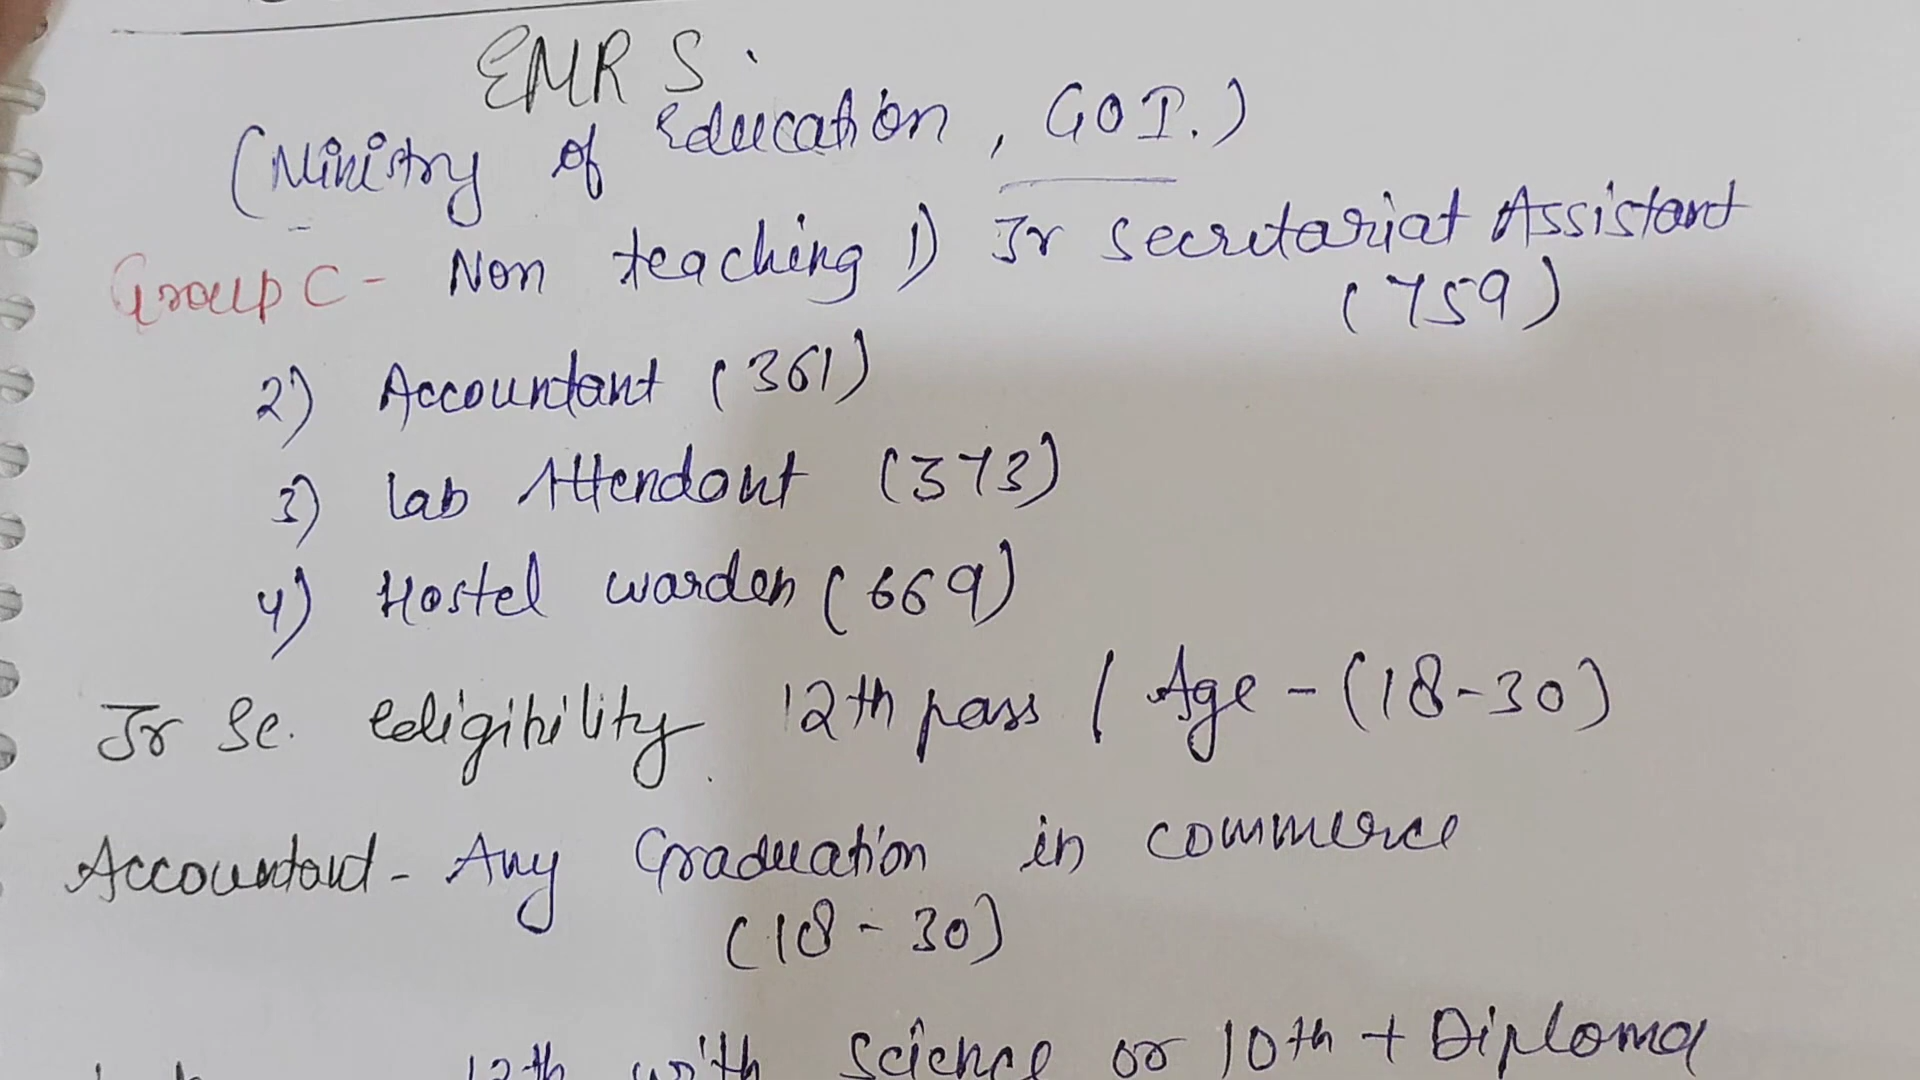 EMRS.
(Ministry of Education, GOI.)
Group C - Non teaching 1) Jr Secretariat Assistant
(759)
2) Accountant (361)
3) Lab Attendant (373)
4) Hostel warden (669)
Jr Se. eligibility 12th pass / Age - (18-30)
Accountant - Any Graduation in commerce
(18-30)
12th with Science or 10th + Diploma